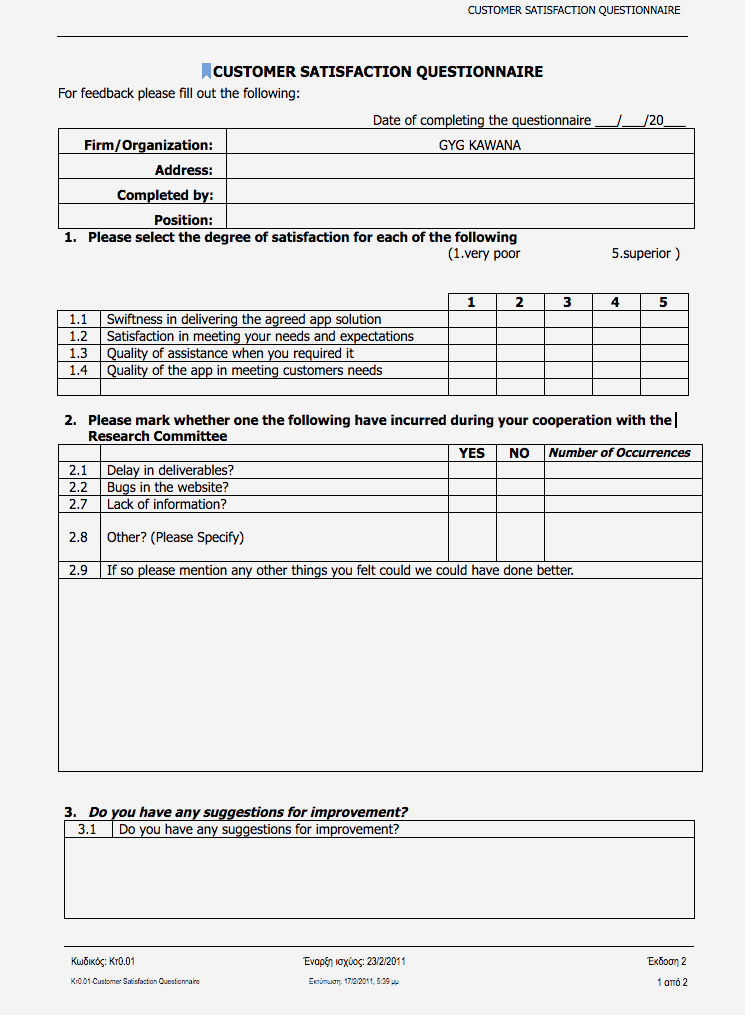 CUSTOMER SATISFACTION QUESTIONNAIRE
CUSTOMER SATISFACTION QUESTIONNAIRE
For feedback please fill out the following:
Date of completing the questionnaire ___/___/20___
Firm/Organization: GYG KAWANA
Address:
Completed by:
Position:
1. Please select the degree of satisfaction for each of the following
(1.very poor 5.superior )
1 2 3 4 5
1.1 Swiftness in delivering the agreed app solution
1.2 Satisfaction in meeting your needs and expectations
1.3 Quality of assistance when you required it
1.4 Quality of the app in meeting customers needs
2. Please mark whether one the following have incurred during your cooperation with the
Research Committee
YES NO Number of Occurrences
2.1 Delay in deliverables?
2.2 Bugs in the website?
2.7 Lack of information?
2.8 Other? (Please Specify)
2.9 If so please mention any other things you felt could we could have done better.
3. Do you have any suggestions for improvement?
3.1 Do you have any suggestions for improvement?
Κωδικός: Κτ0.01 Έναρξη ισχύος: 23/2/2011 Έκδοση 2
Κτ0.01-Customer Satisfaction Questionnaire Εκτύπωση: 17/2/2011, 5:39 μμ 1 από 2